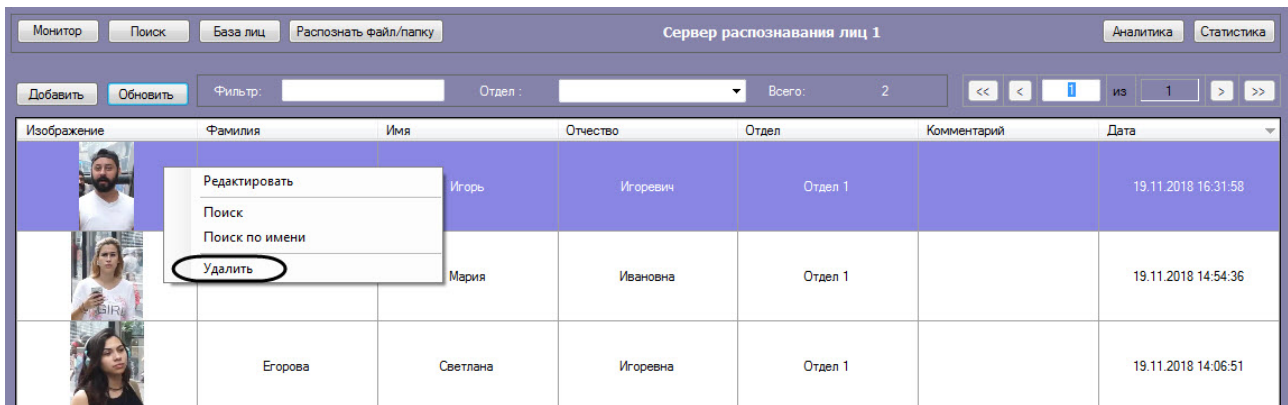 Монитор Поиск База лиц Распознать файл/папку Сервер распознавания лиц 1 Аналитика Статистика
Добавить Обновить Фильтр: Отдел : Всего: 2 << < 1 из 1 > >>
Изображение Фамилия Имя Отчество Отдел Комментарий Дата
Игорь Игоревич Отдел 1 19.11.2018 16:31:58
Редактировать
Поиск
Поиск по имени
Удалить
Мария Ивановна Отдел 1 19.11.2018 14:54:36
GIRL
Егорова Светлана Игоревна Отдел 1 19.11.2018 14:06:51